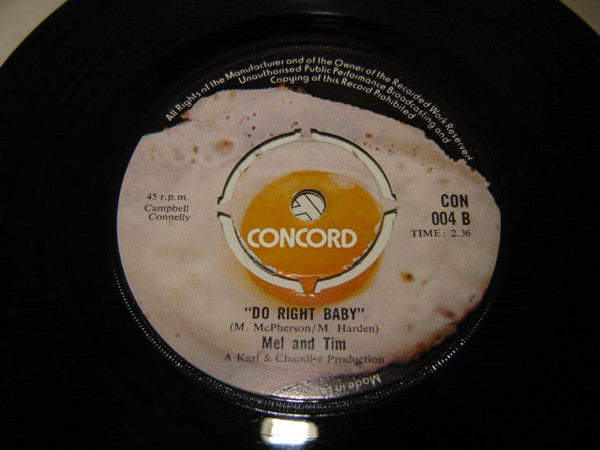 All Rights of the Manufacturer and of the Owner of the Recorded Work Reserved
Unauthorised Public Performance Broadcasting and
Copying of this Record Prohibited
45 r.p.m.
Campbell
Connelly
CON
004 B
TIME: 2.36
CONCORD
"DO RIGHT BABY"
(M. McPherson/M. Harden)
Mel and Tim
A Karl & Chandler Production
Made in